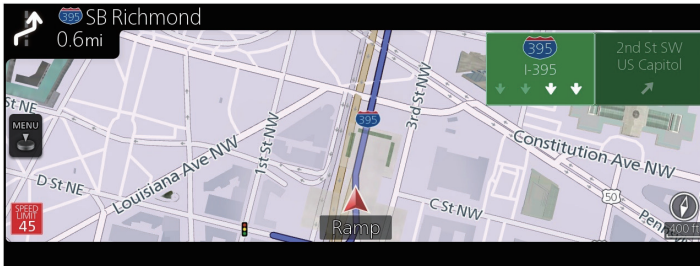 395 SB Richmond
0.6mi
395
I-395
2nd St SW
US Capitol
St NE
MENU
395
3rd St NW
1st St NW
Louisiana Ave NW
Constitution Ave NW
D St NE
C St NW
50
Penn
SPEED
LIMIT
45
Ramp
400 ft